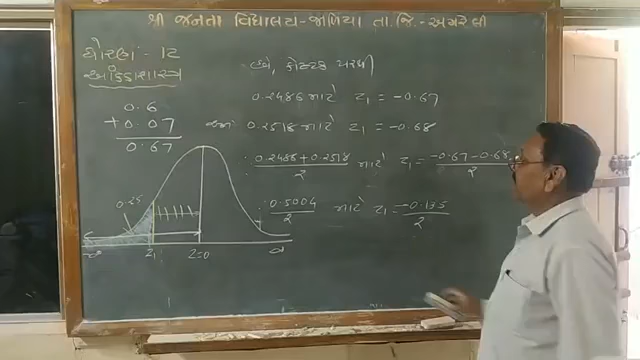 શ્રી જનતા વિદ્યાલય-જાળિયા તા.જિ.-અમરેલી
ધોરણ :- 12
આંકડાશાસ્ત્ર
0.6
+0.07
0.67
0.25
Z₁
Z=0
હવે, કોષ્ટક પરથી
0.2486 માટે Z₁ = -0.67
અને 0.2518 માટે Z₁ = -0.68
∴ (0.2486+0.2518)/2 માટે Z₁ = (-0.67-0.68)/2
∴ 0.5004/2 માટે Z₁ = -0.135/2